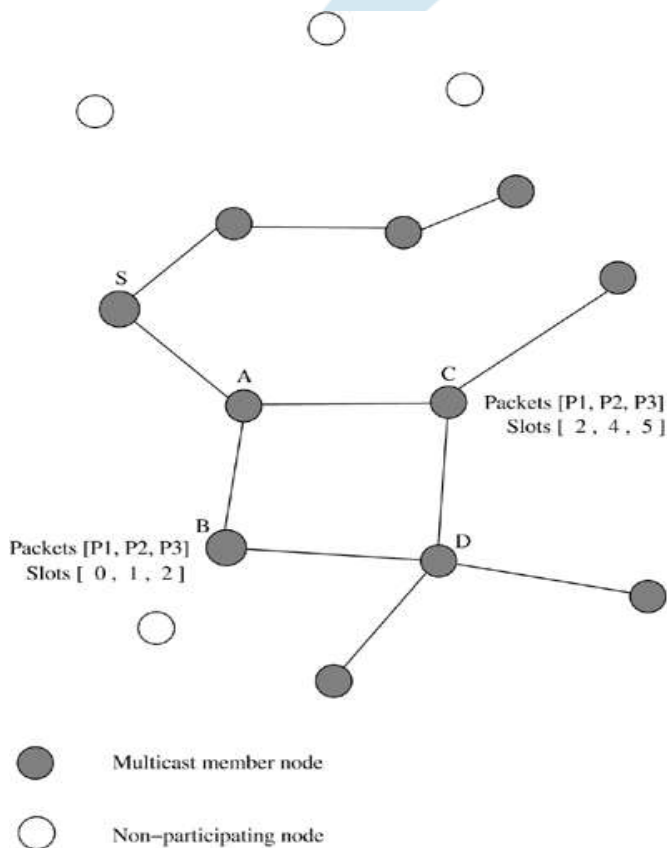 S
A
C
Packets [P1, P2, P3]
Slots [ 2 , 4 , 5 ]
B
Packets [P1, P2, P3]
Slots [ 0 , 1 , 2 ]
D
Multicast member node
Non-participating node